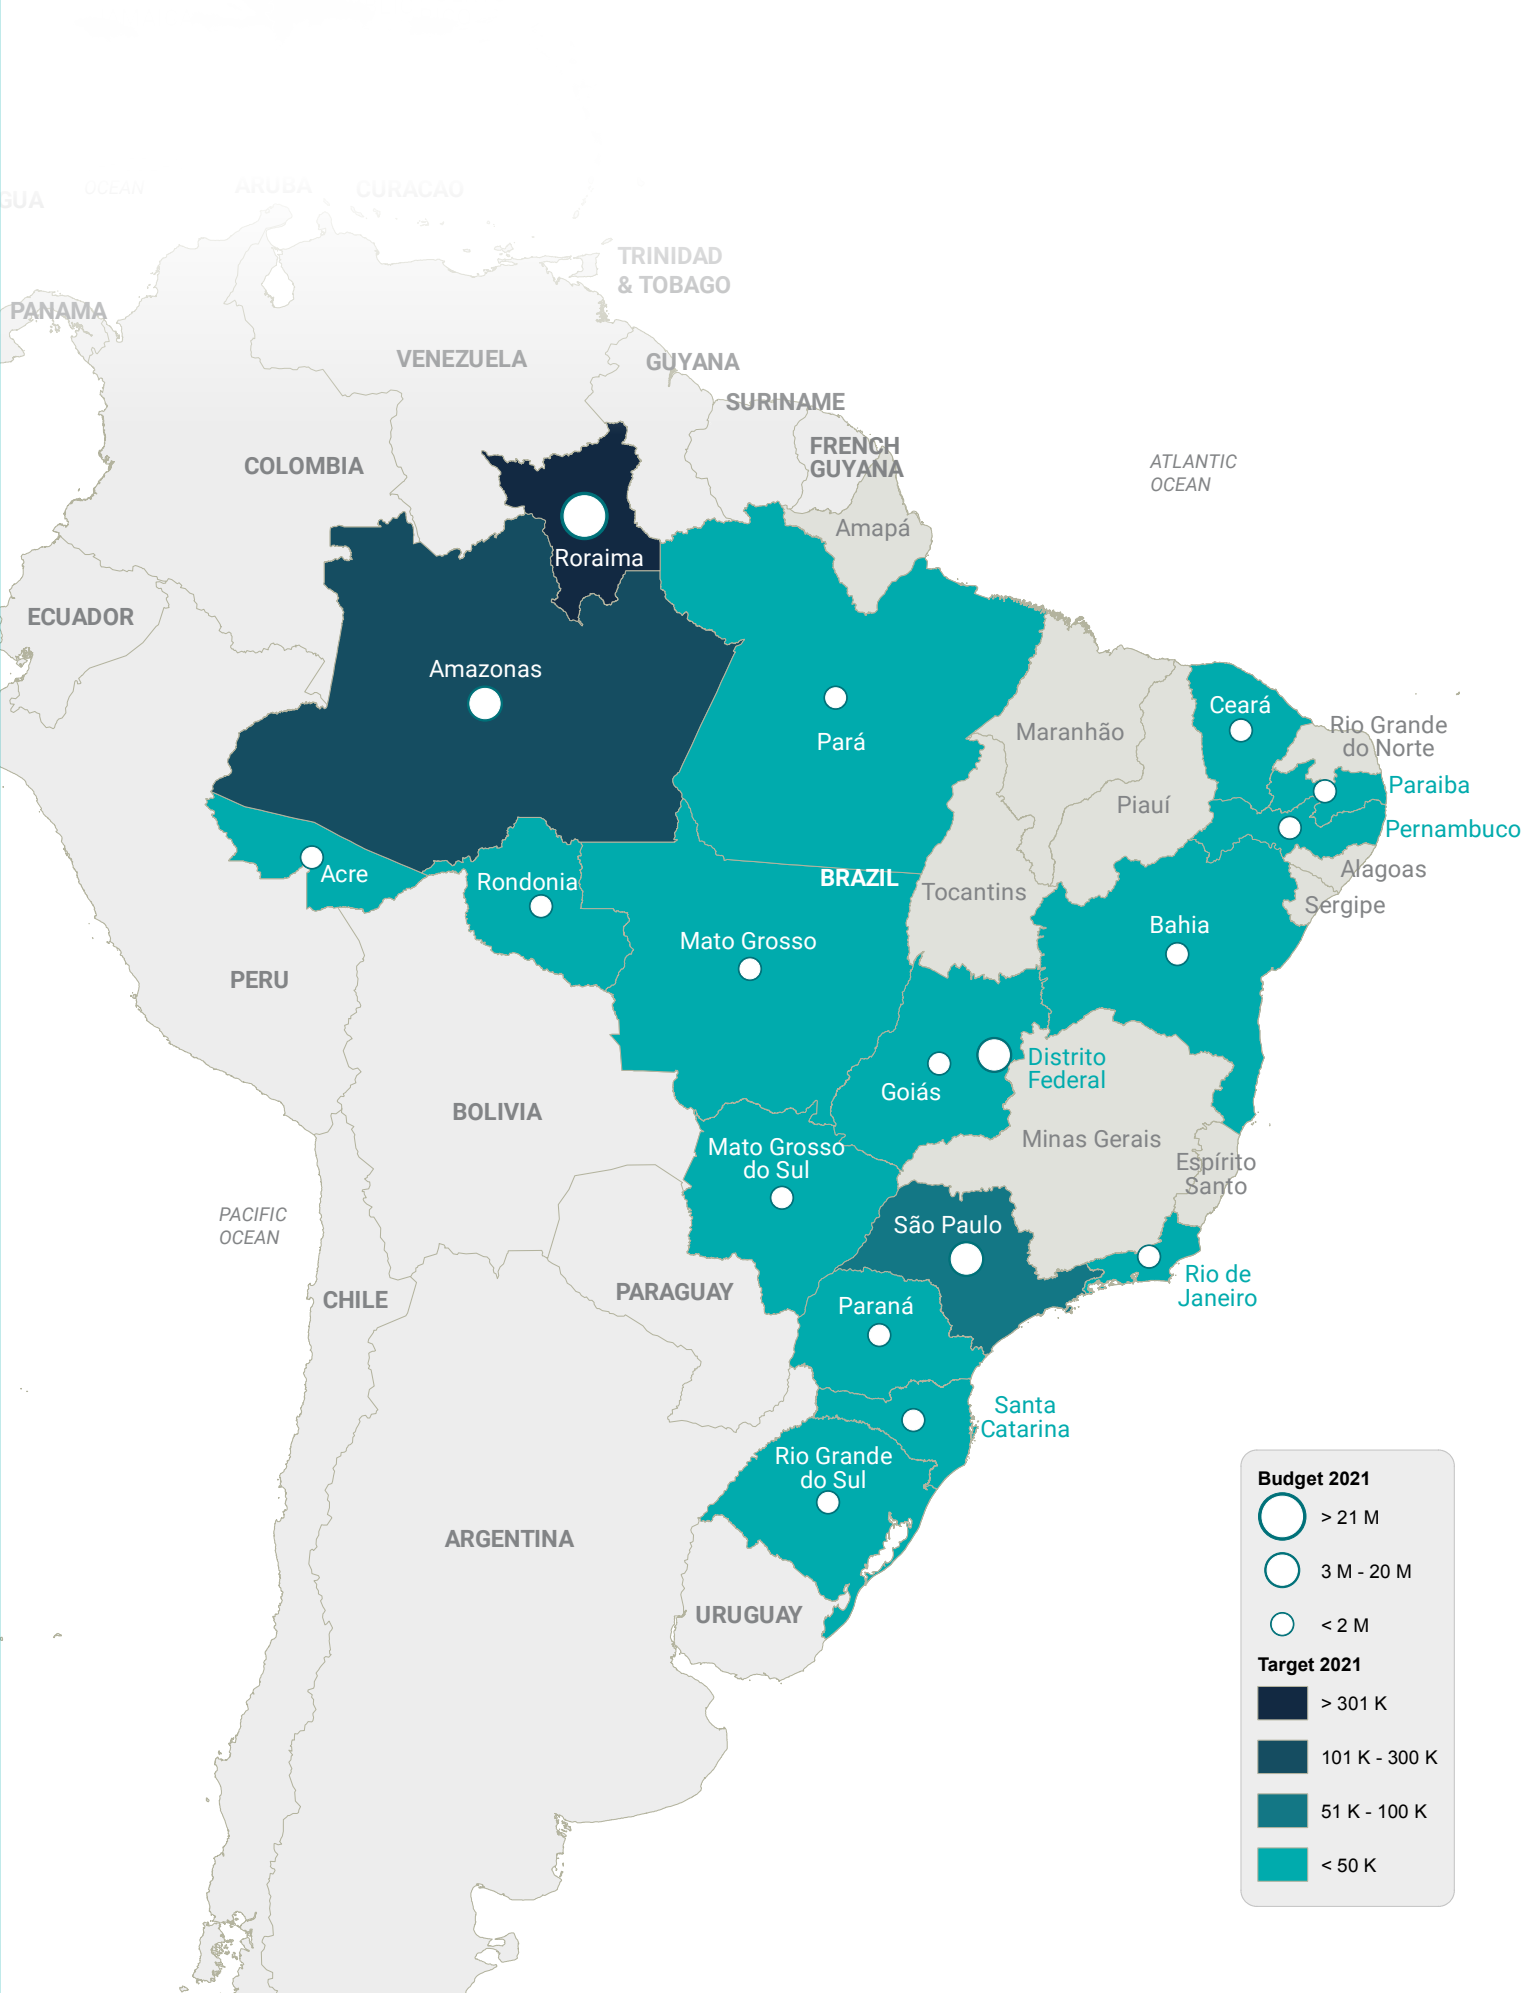 OCEAN
ARUBA
CURACAO
GUA
TRINIDAD
& TOBAGO
PANAMA
VENEZUELA
GUYANA
SURINAME
FRENCH
GUYANA
COLOMBIA
ATLANTIC
OCEAN
Amapá
Roraima
ECUADOR
Amazonas
Ceará
Maranhão
Rio Grande
do Norte
Pará
Paraiba
Piauí
Pernambuco
Alagoas
Acre
Rondonia
BRAZIL
Tocantins
Sergipe
Bahia
Mato Grosso
PERU
Distrito
Federal
Goiás
BOLIVIA
Minas Gerais
Mato Grosso
do Sul
Espírito
Santo
PACIFIC
OCEAN
São Paulo
Rio de
Janeiro
PARAGUAY
CHILE
Paraná
Santa
Catarina
Rio Grande
do Sul
ARGENTINA
URUGUAY
Budget 2021
> 21 M
3 M - 20 M
< 2 M
Target 2021
> 301 K
101 K - 300 K
51 K - 100 K
< 50 K